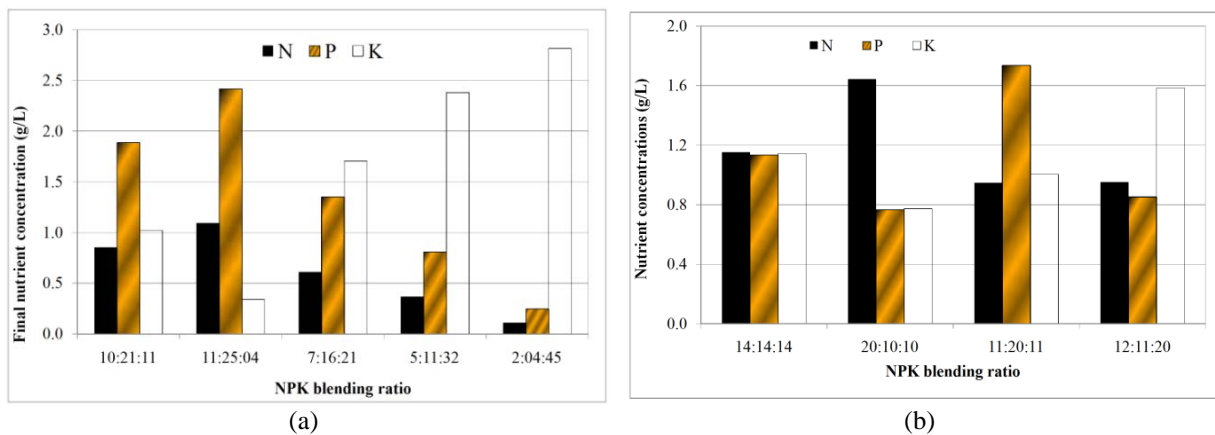 Final nutrient concentration (g/L)
3.0
2.5
2.0
1.5
1.0
0.5
0.0
N P K
10:21:11 11:25:04 7:16:21 5:11:32 2:04:45
NPK blending ratio
(a)
Nutrient concentrations (g/L)
2.0
1.6
1.2
0.8
0.4
0.0
N P K
14:14:14 20:10:10 11:20:11 12:11:20
NPK blending ratio
(b)